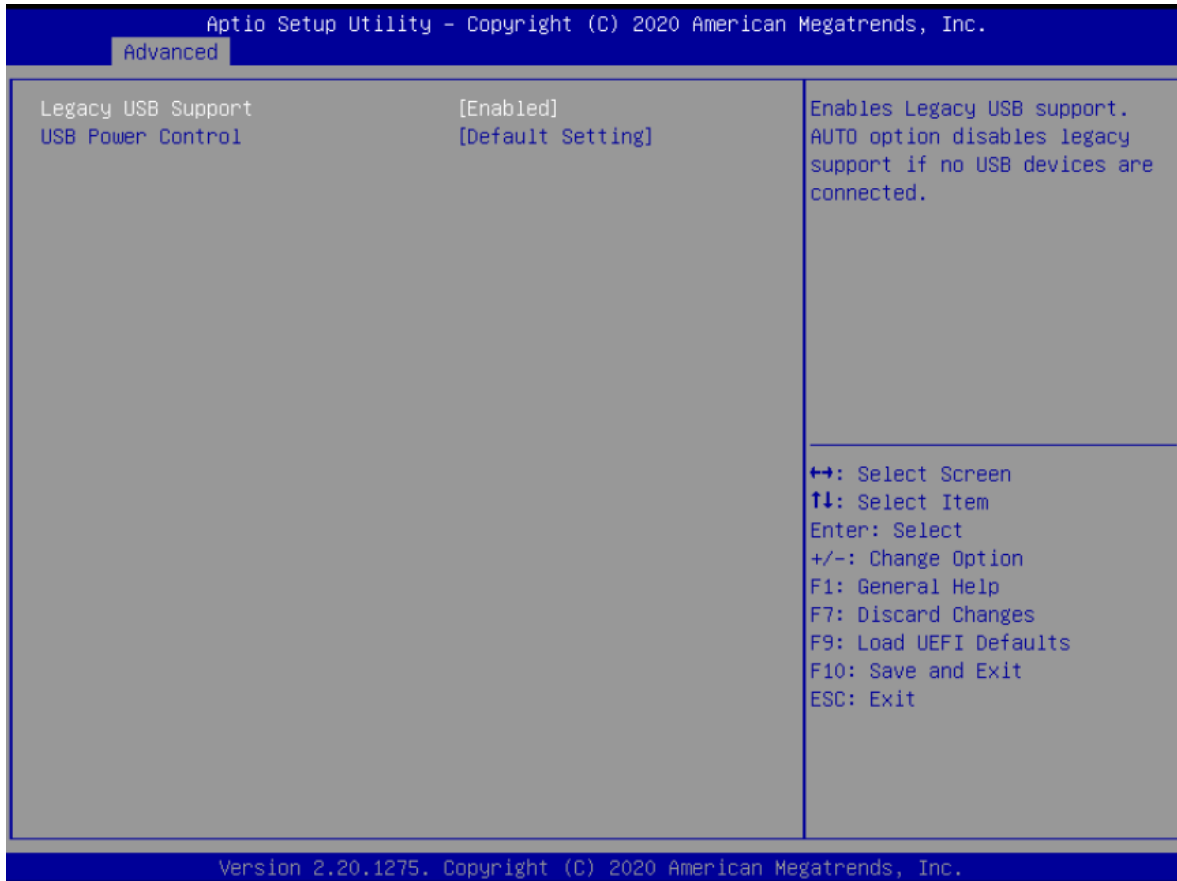 Aptio Setup Utility – Copyright (C) 2020 American Megatrends, Inc.
Advanced
Legacy USB Support [Enabled]
USB Power Control [Default Setting]
Enables Legacy USB support.
AUTO option disables legacy
support if no USB devices are
connected.
↔: Select Screen
↑↓: Select Item
Enter: Select
+/-: Change Option
F1: General Help
F7: Discard Changes
F9: Load UEFI Defaults
F10: Save and Exit
ESC: Exit
Version 2.20.1275. Copyright (C) 2020 American Megatrends, Inc.